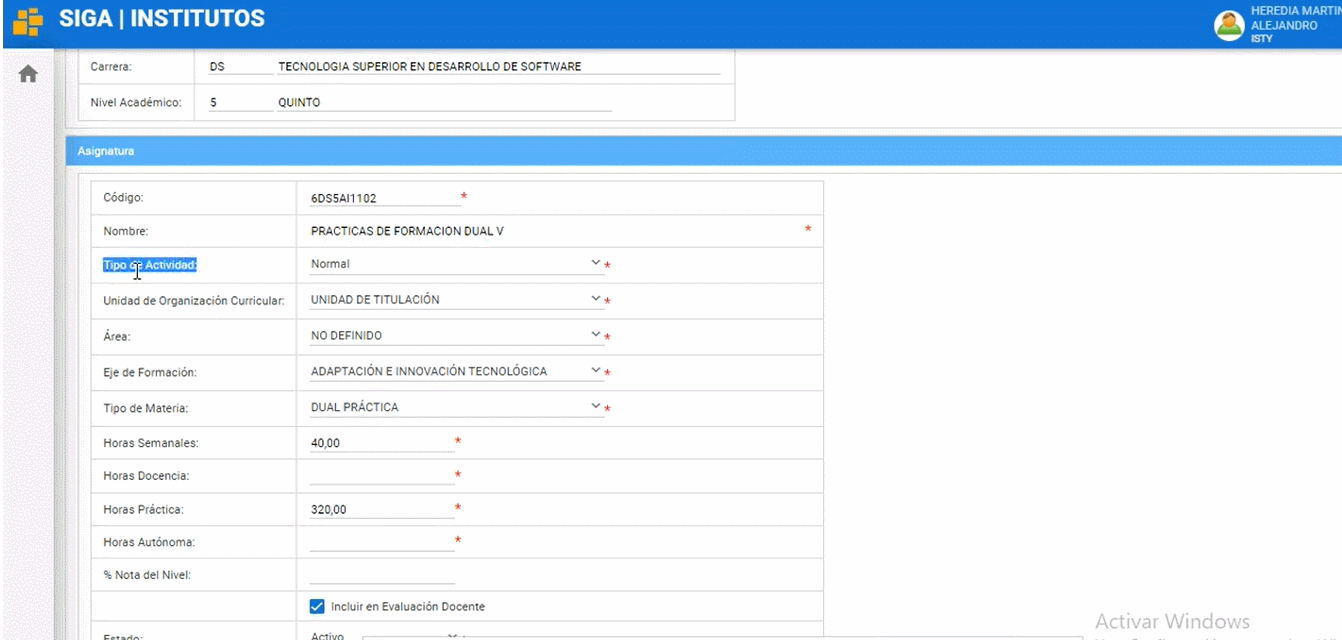 SIGA | INSTITUTOS
HEREDIA MARTIN
ALEJANDRO
ISTY
Carrera: DS TECNOLOGIA SUPERIOR EN DESARROLLO DE SOFTWARE
Nivel Académico: 5 QUINTO
Asignatura
Código: 6DS5AI1102 *
Nombre: PRACTICAS DE FORMACION DUAL V *
Tipo de Actividad: Normal *
Unidad de Organización Curricular: UNIDAD DE TITULACIÓN *
Área: NO DEFINIDO *
Eje de Formación: ADAPTACIÓN E INNOVACIÓN TECNOLÓGICA *
Tipo de Materia: DUAL PRÁCTICA *
Horas Semanales: 40,00 *
Horas Docencia: *
Horas Práctica: 320,00 *
Horas Autónoma: *
% Nota del Nivel:
Incluir en Evaluación Docente
Estado: Activo
Activar Windows